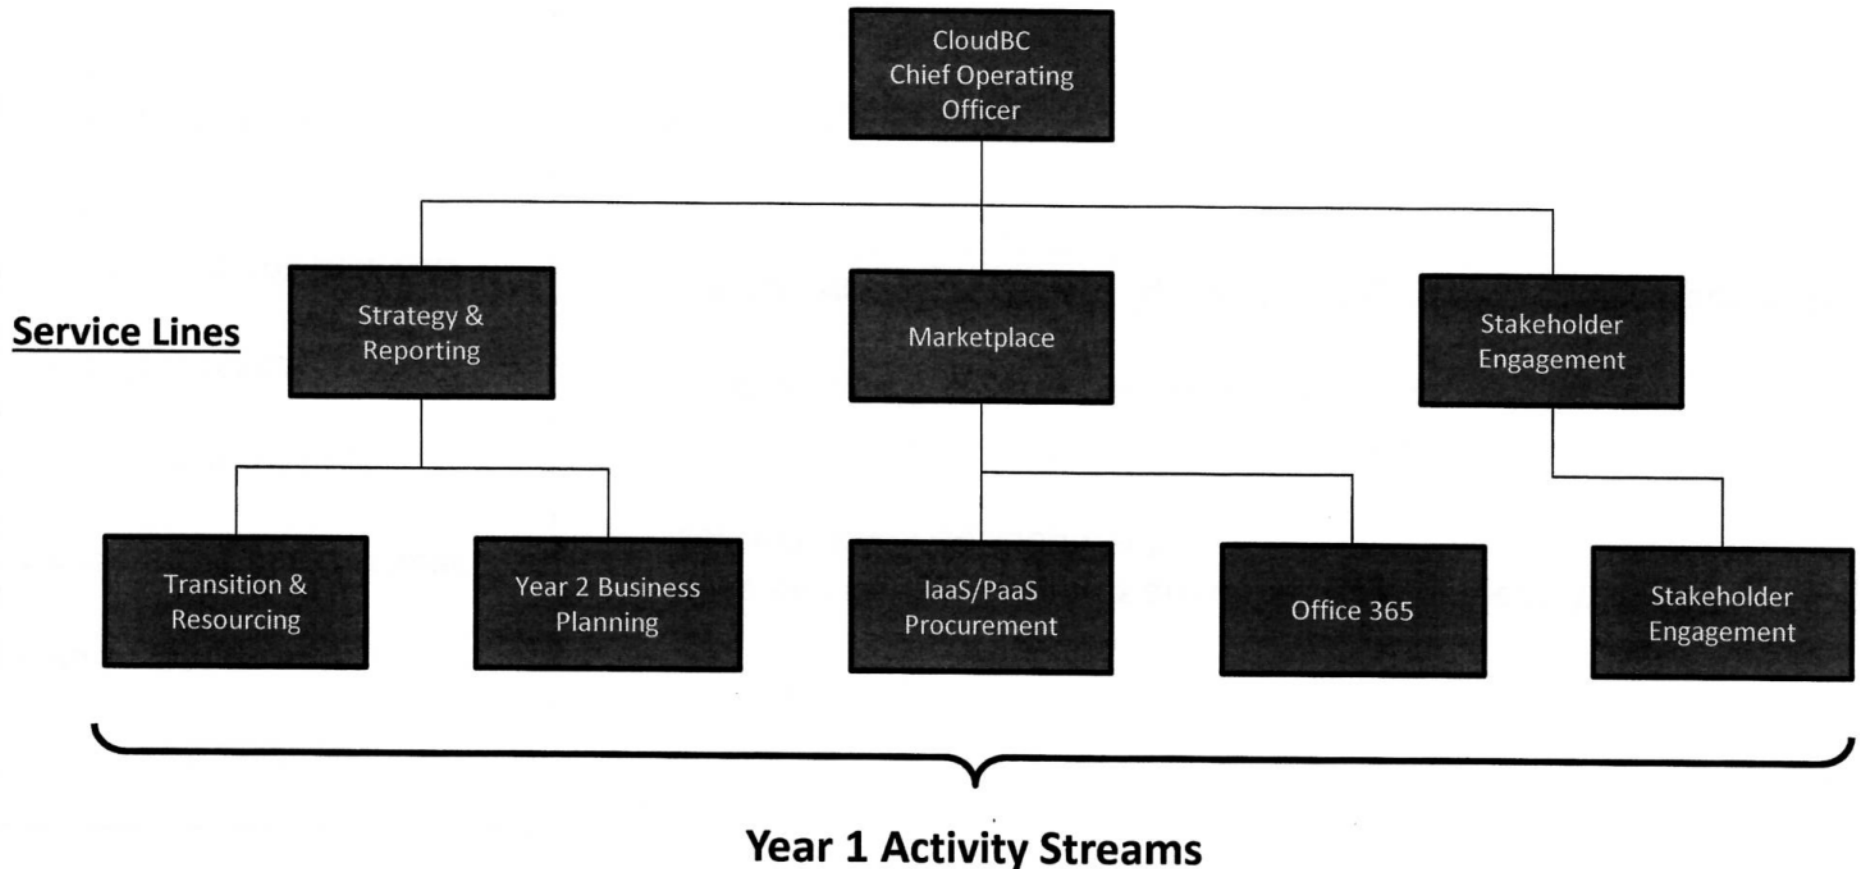 CloudBC
Chief Operating
Officer
Service Lines
Strategy &
Reporting
Marketplace
Stakeholder
Engagement
Transition &
Resourcing
Year 2 Business
Planning
IaaS/PaaS
Procurement
Office 365
Stakeholder
Engagement
Year 1 Activity Streams